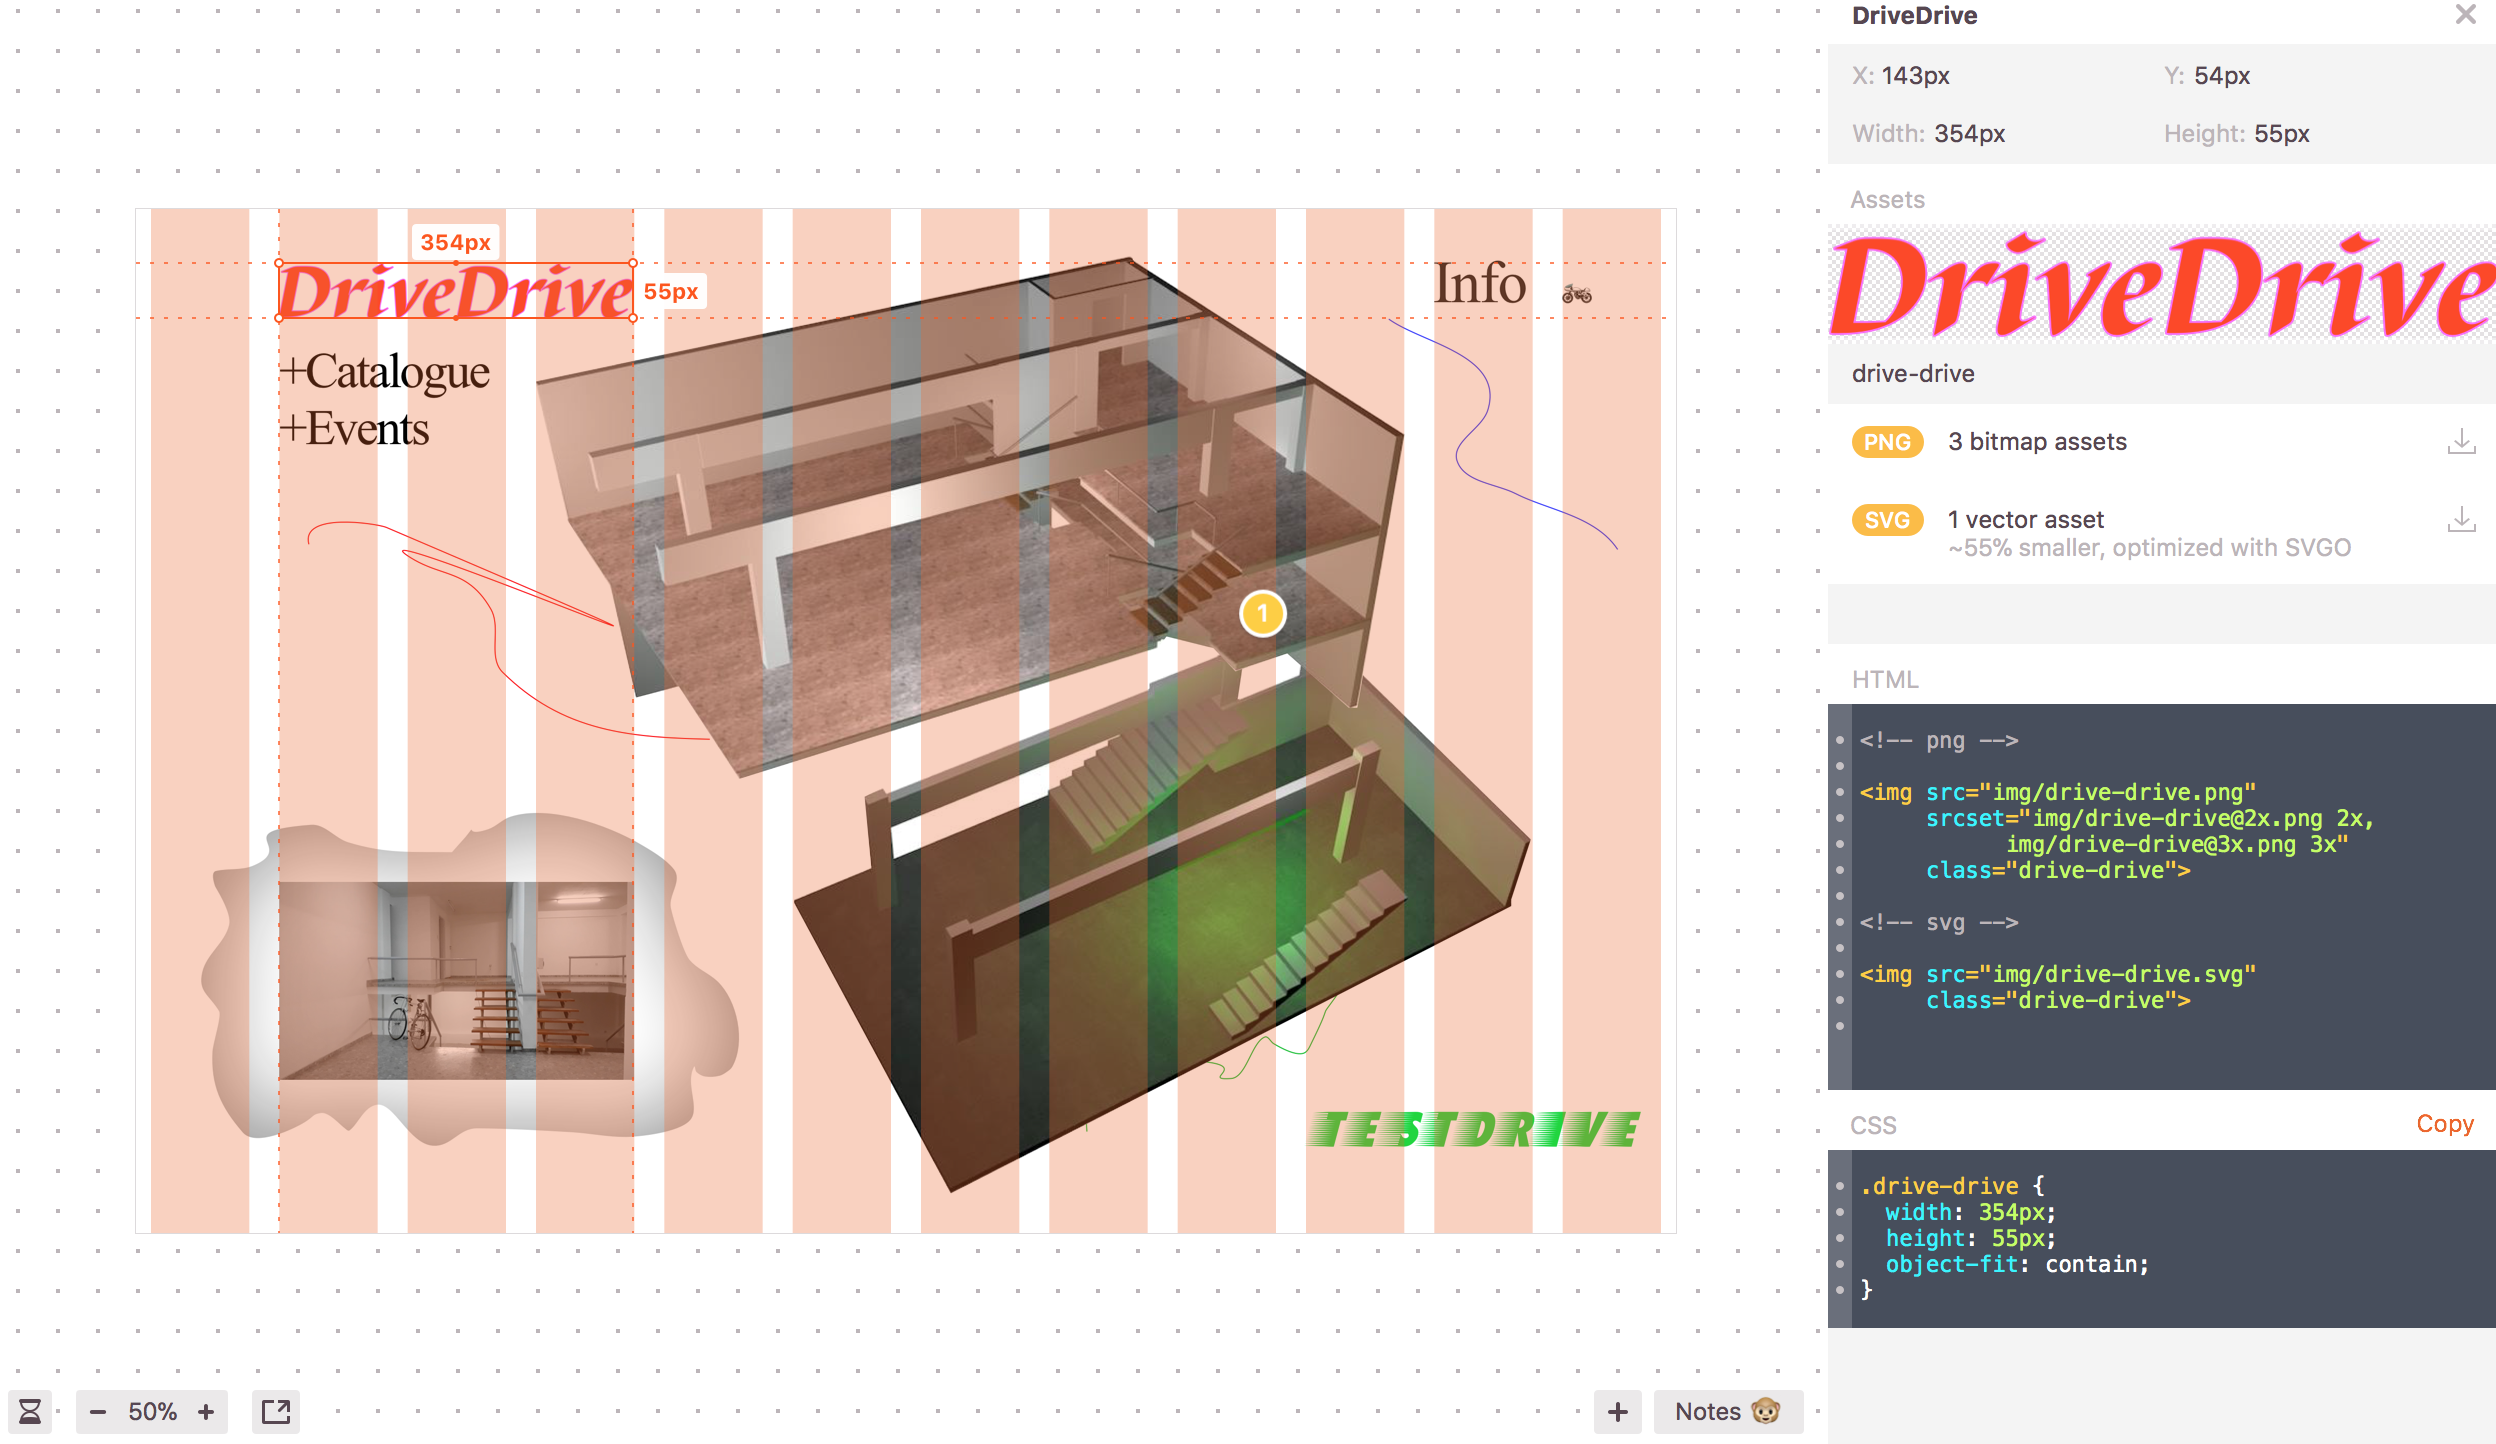 354px
DriveDrive
55px
Info
+Catalogue
+Events
1
TESTDRIVE
50%
Notes
DriveDrive
X: 143px
Y: 54px
Width: 354px
Height: 55px
Assets
DriveDrive
drive-drive
PNG 3 bitmap assets
SVG 1 vector asset
~55% smaller, optimized with SVGO
HTML
<!-- png -->
<img src="img/drive-drive.png"
srcset="img/drive-drive@2x.png 2x,
img/drive-drive@3x.png 3x"
class="drive-drive">
<!-- svg -->
<img src="img/drive-drive.svg"
class="drive-drive">
CSS
Copy
.drive-drive {
width: 354px;
height: 55px;
object-fit: contain;
}